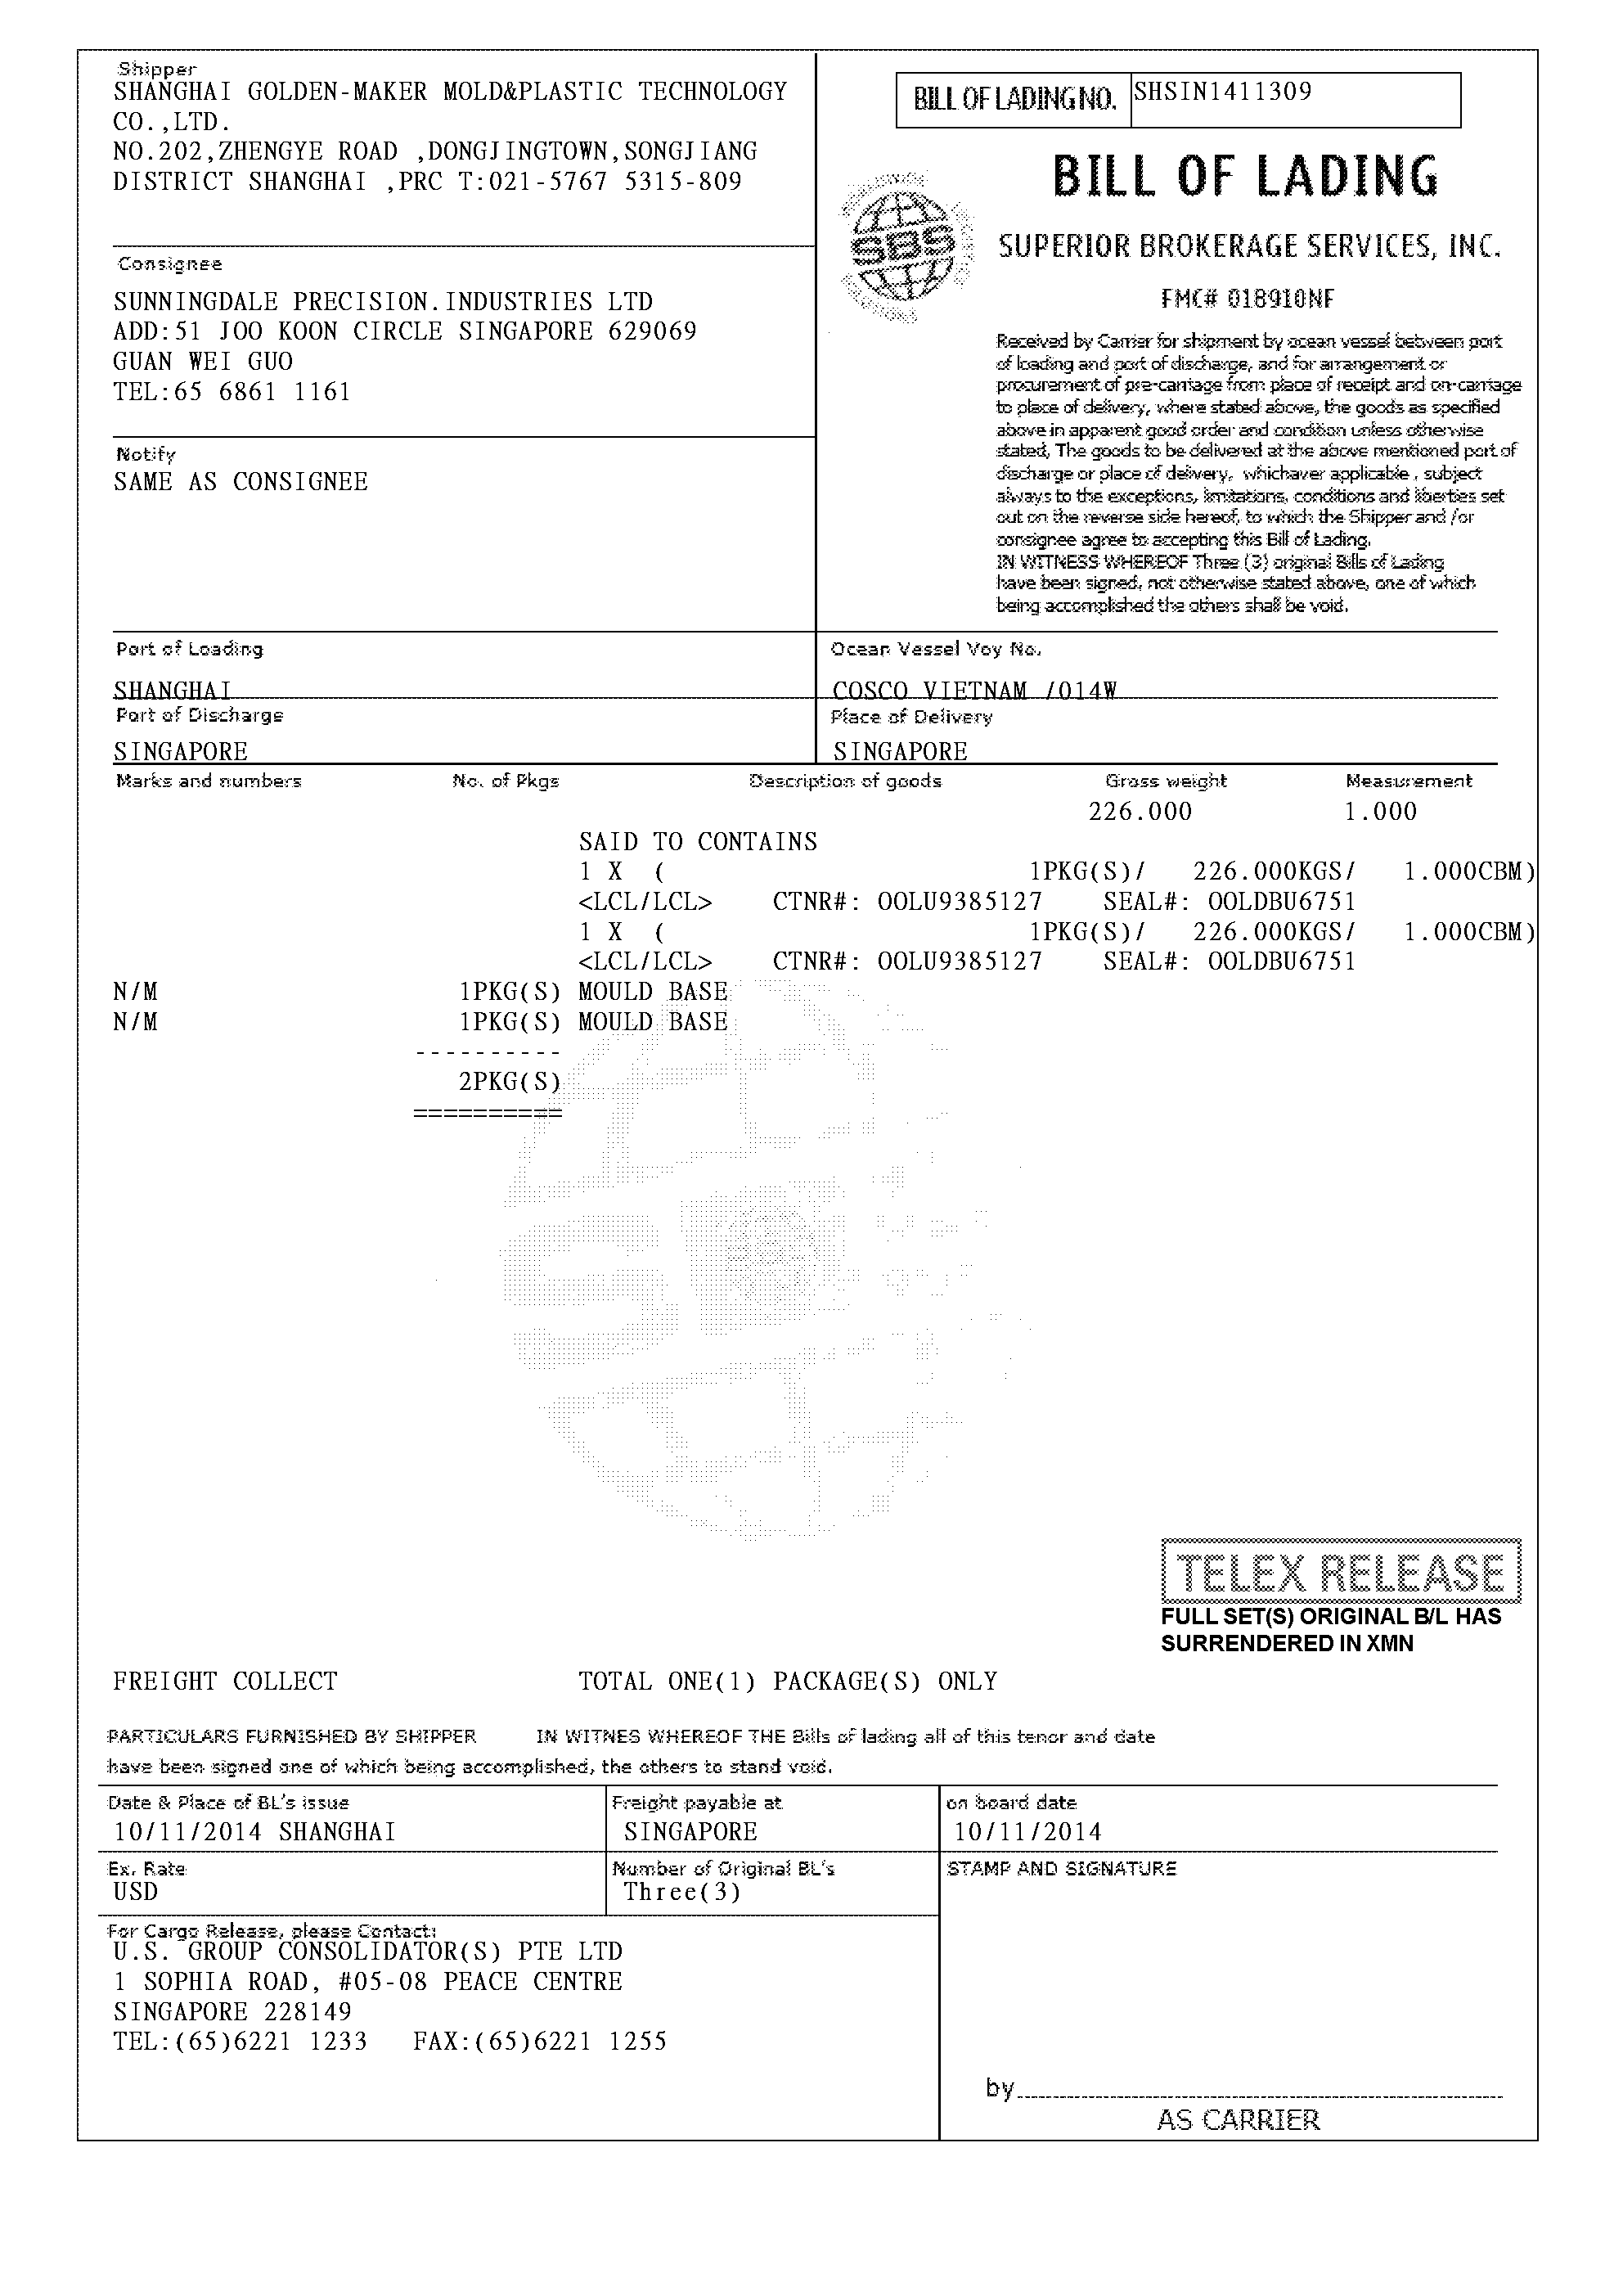 Shipper
SHANGHAI GOLDEN-MAKER MOLD&PLASTIC TECHNOLOGY
CO.,LTD.
NO.202,ZHENGYE ROAD ,DONGJINGTOWN,SONGJIANG
DISTRICT SHANGHAI ,PRC T:021-5767 5315-809
BILL OF LADING NO. SHSIN1411309
BILL OF LADING
SBS
SUPERIOR BROKERAGE SERVICES, INC.
FMC# 018910NF
Consignee
SUNNINGDALE PRECISION.INDUSTRIES LTD
ADD:51 JOO KOON CIRCLE SINGAPORE 629069
GUAN WEI GUO
TEL:65 6861 1161
Notify
SAME AS CONSIGNEE
Received by Carrier for shipment by ocean vessel between port
of loading and port of discharge, and for arrangement or
procurement of pre-carriage from place of receipt and on-carriage
to place of delivery, where stated above, the goods as specified
above in apparent good order and condition unless otherwise
stated, The goods to be delivered at the above mentioned port of
discharge or place of delivery, whichaver applicable , subject
always to the exceptions, limitations, conditions and liberties set
out on the reverse side hereof, to which the Shipper and /or
consignee agree to accepting this Bill of Lading.
IN WITNESS WHEREOF Three (3) original Bills of Lading
have been signed, not otherwise stated above, one of which
being accomplished the others shall be void.
Port of Loading
SHANGHAI
Ocean Vessel Voy No.
COSCO VIETNAM /014W
Port of Discharge
SINGAPORE
Place of Delivery
SINGAPORE
Marks and numbers No. of Pkgs Description of goods Gross weight Measurement
226.000 1.000
SAID TO CONTAINS
1 X ( 1PKG(S)/ 226.000KGS/ 1.000CBM)
<LCL/LCL> CTNR#: OOLU9385127 SEAL#: OOLDBU6751
1 X ( 1PKG(S)/ 226.000KGS/ 1.000CBM)
<LCL/LCL> CTNR#: OOLU9385127 SEAL#: OOLDBU6751
N/M 1PKG(S) MOULD BASE
N/M 1PKG(S) MOULD BASE
----------
2PKG(S)
==========
TELEX RELEASE
FULL SET(S) ORIGINAL B/L HAS
SURRENDERED IN XMN
FREIGHT COLLECT TOTAL ONE(1) PACKAGE(S) ONLY
PARTICULARS FURNISHED BY SHIPPER IN WITNES WHEREOF THE Bills of lading all of this tenor and date
have been signed one of which being accomplished, the others to stand void.
Date & Place of BL's issue
10/11/2014 SHANGHAI
Freight payable at
SINGAPORE
on board date
10/11/2014
Ex. Rate
USD
Number of Original BL's
Three(3)
STAMP AND SIGNATURE
For Cargo Release, please Contact:
U.S. GROUP CONSOLIDATOR(S) PTE LTD
1 SOPHIA ROAD, #05-08 PEACE CENTRE
SINGAPORE 228149
TEL:(65)6221 1233 FAX:(65)6221 1255
by
AS CARRIER